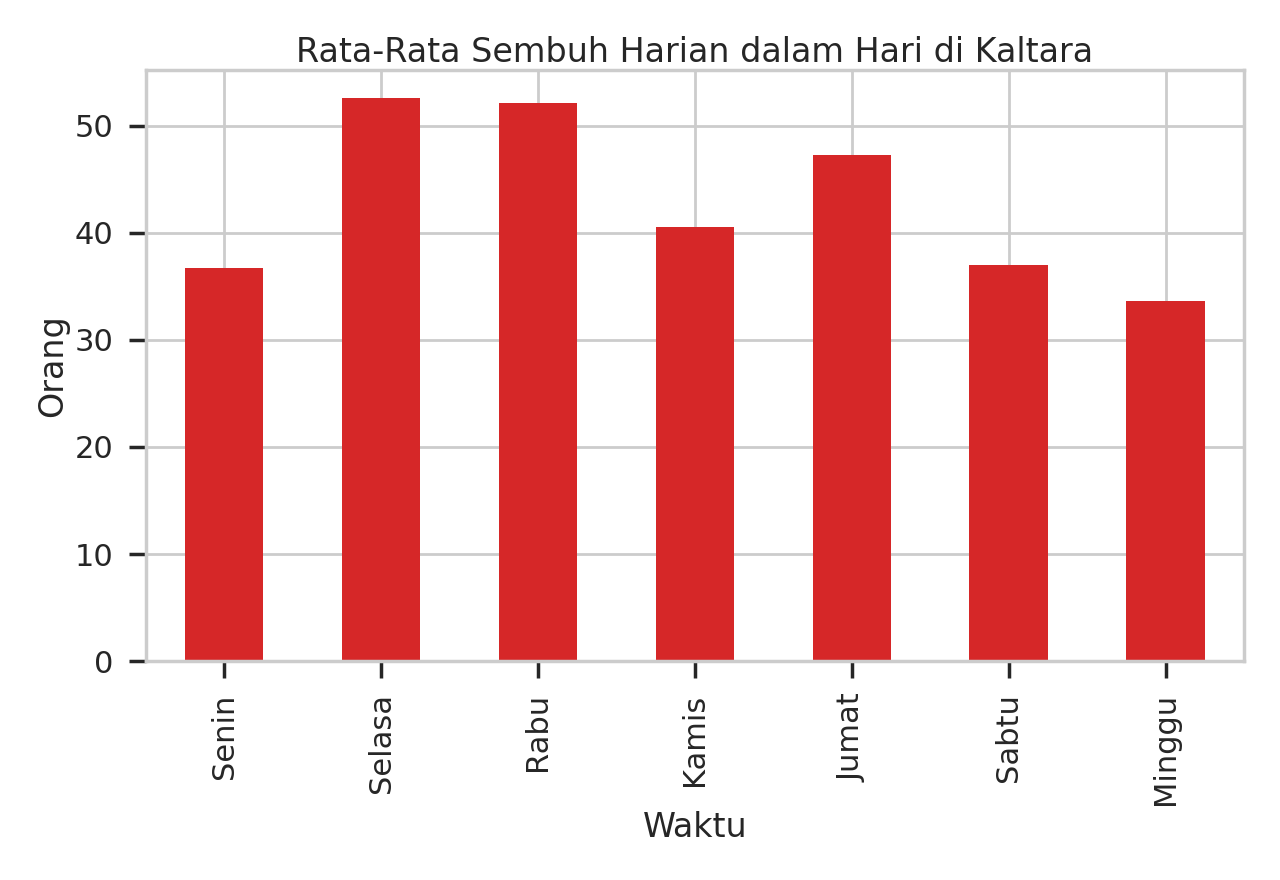 Rata-Rata Sembuh Harian dalam Hari di Kaltara
Orang
50
40
30
20
10
0
Senin
Selasa
Rabu
Kamis
Jumat
Sabtu
Minggu
Waktu